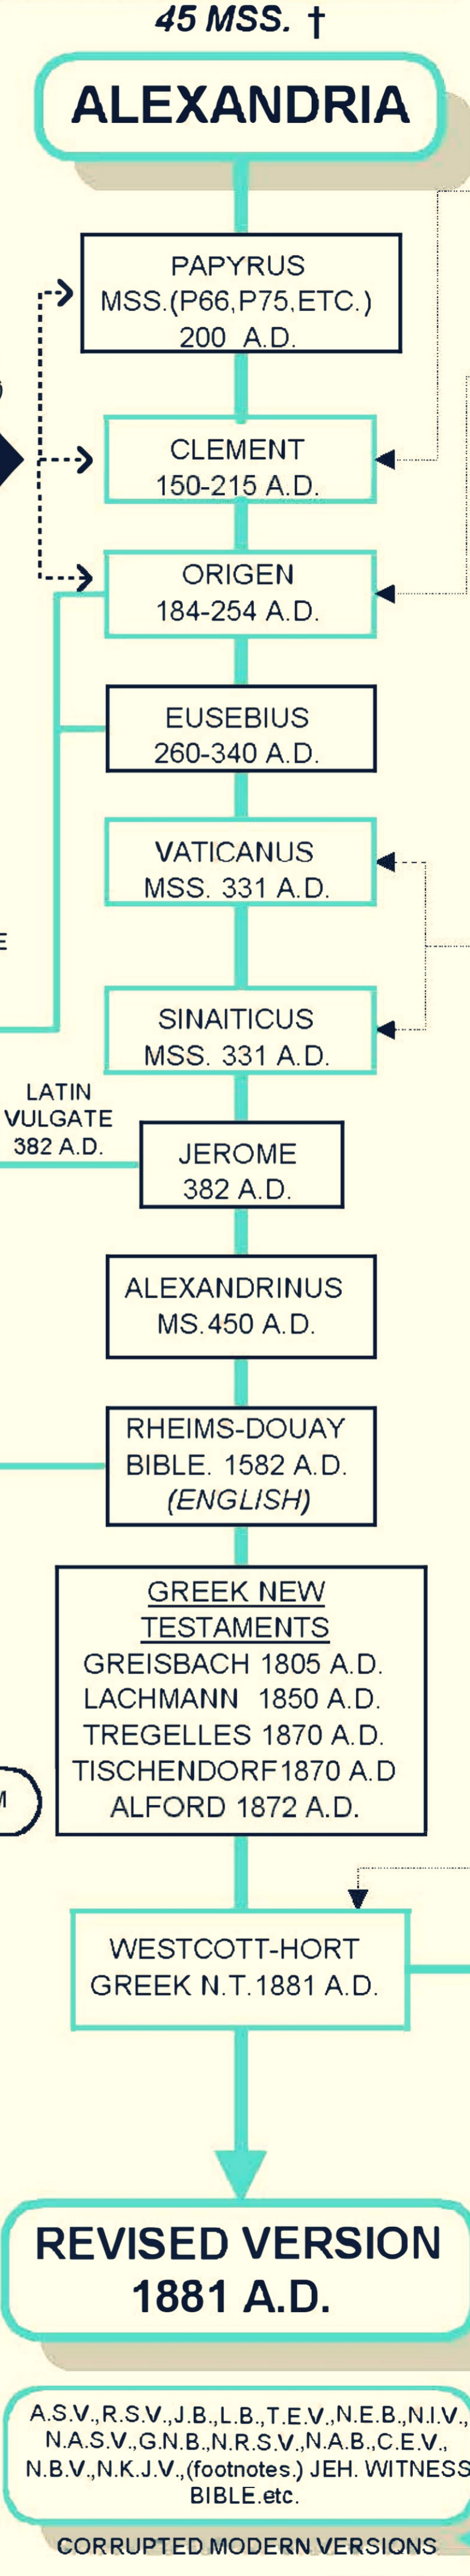 45 MSS. †
ALEXANDRIA
PAPYRUS
MSS.(P66,P75,ETC.)
200 A.D.
CLEMENT
150-215 A.D.
ORIGEN
184-254 A.D.
EUSEBIUS
260-340 A.D.
VATICANUS
MSS. 331 A.D.
E
SINAITICUS
MSS. 331 A.D.
LATIN
VULGATE
382 A.D.
JEROME
382 A.D.
ALEXANDRINUS
MS.450 A.D.
RHEIMS-DOUAY
BIBLE. 1582 A.D.
(ENGLISH)
GREEK NEW
TESTAMENTS
GREISBACH 1805 A.D.
LACHMANN 1850 A.D.
TREGELLES 1870 A.D.
TISCHENDORF1870 A.D
ALFORD 1872 A.D.
WESTCOTT-HORT
GREEK N.T.1881 A.D.
REVISED VERSION
1881 A.D.
A.S.V.,R.S.V.,J.B.,L.B.,T.E.V.,N.E.B.,N.I.V.,
N.A.S.V.,G.N.B.,N.R.S.V.,N.A.B.,C.E.V.,
N.B.V.,N.K.J.V.,(footnotes.) JEH. WITNESS
BIBLE.etc.
CORRUPTED MODERN VERSIONS